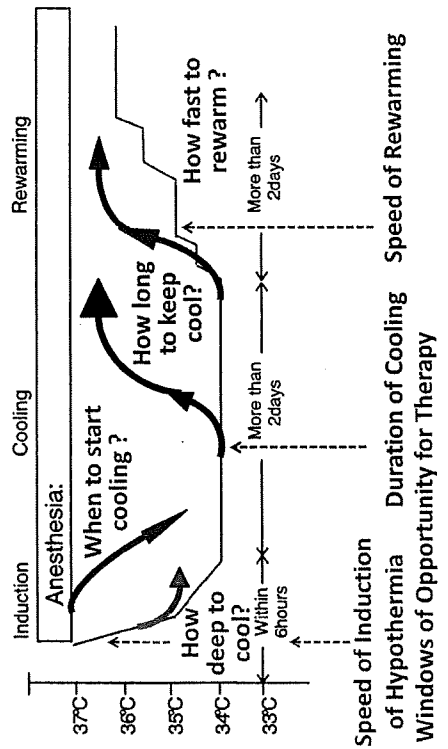 Induction
Cooling
Rewarming
Anesthesia:
37°C
36°C
35°C
34°C
33°C
When to start
cooling ?
How
deep to
cool?
How long
to keep
cool?
How fast to
rewarm ?
Within
6hours
More than
2days
More than
2days
Speed of Induction
of Hypothermia
Duration of Cooling
Speed of Rewarming
Windows of Opportunity for Therapy